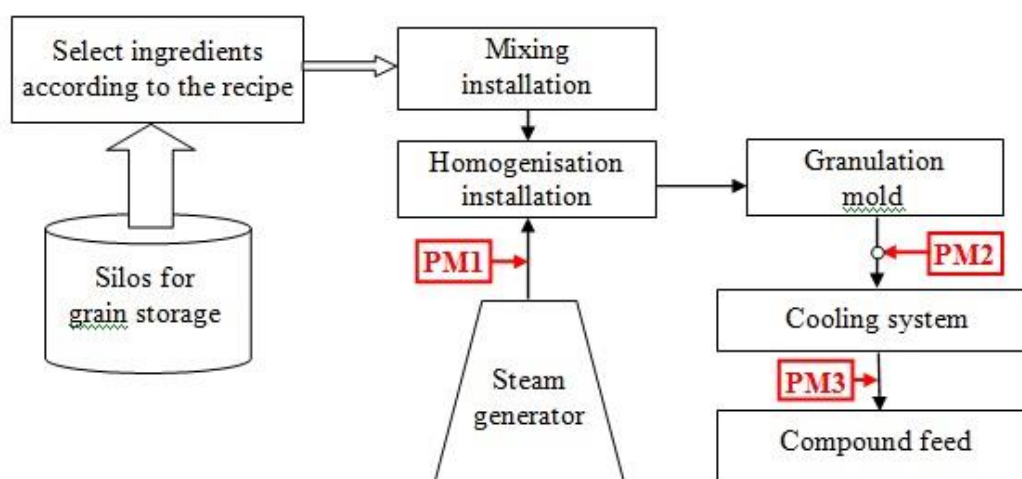 Select ingredients
according to the recipe
Mixing
installation
Homogenisation
installation
Granulation
mold
PM1
PM2
Silos for
grain storage
Cooling system
PM3
Steam
generator
Compound feed